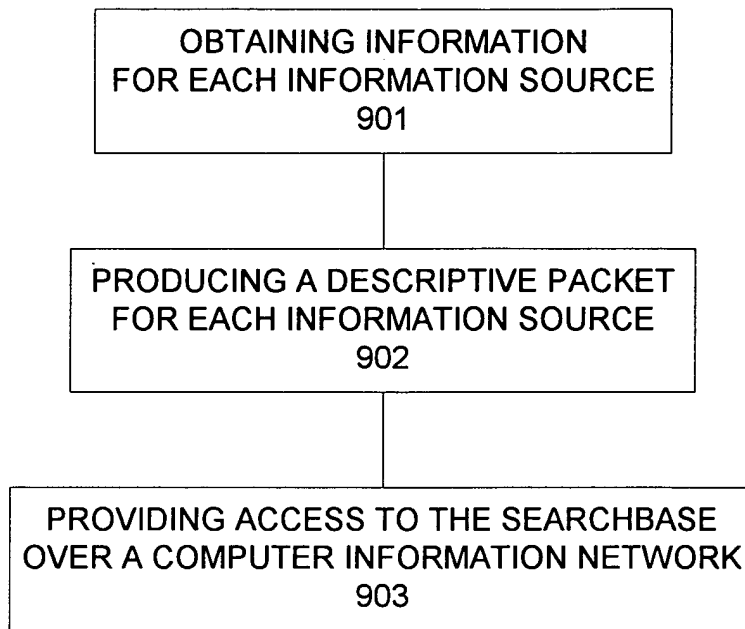 OBTAINING INFORMATION
FOR EACH INFORMATION SOURCE
901
PRODUCING A DESCRIPTIVE PACKET
FOR EACH INFORMATION SOURCE
902
PROVIDING ACCESS TO THE SEARCHBASE
OVER A COMPUTER INFORMATION NETWORK
903